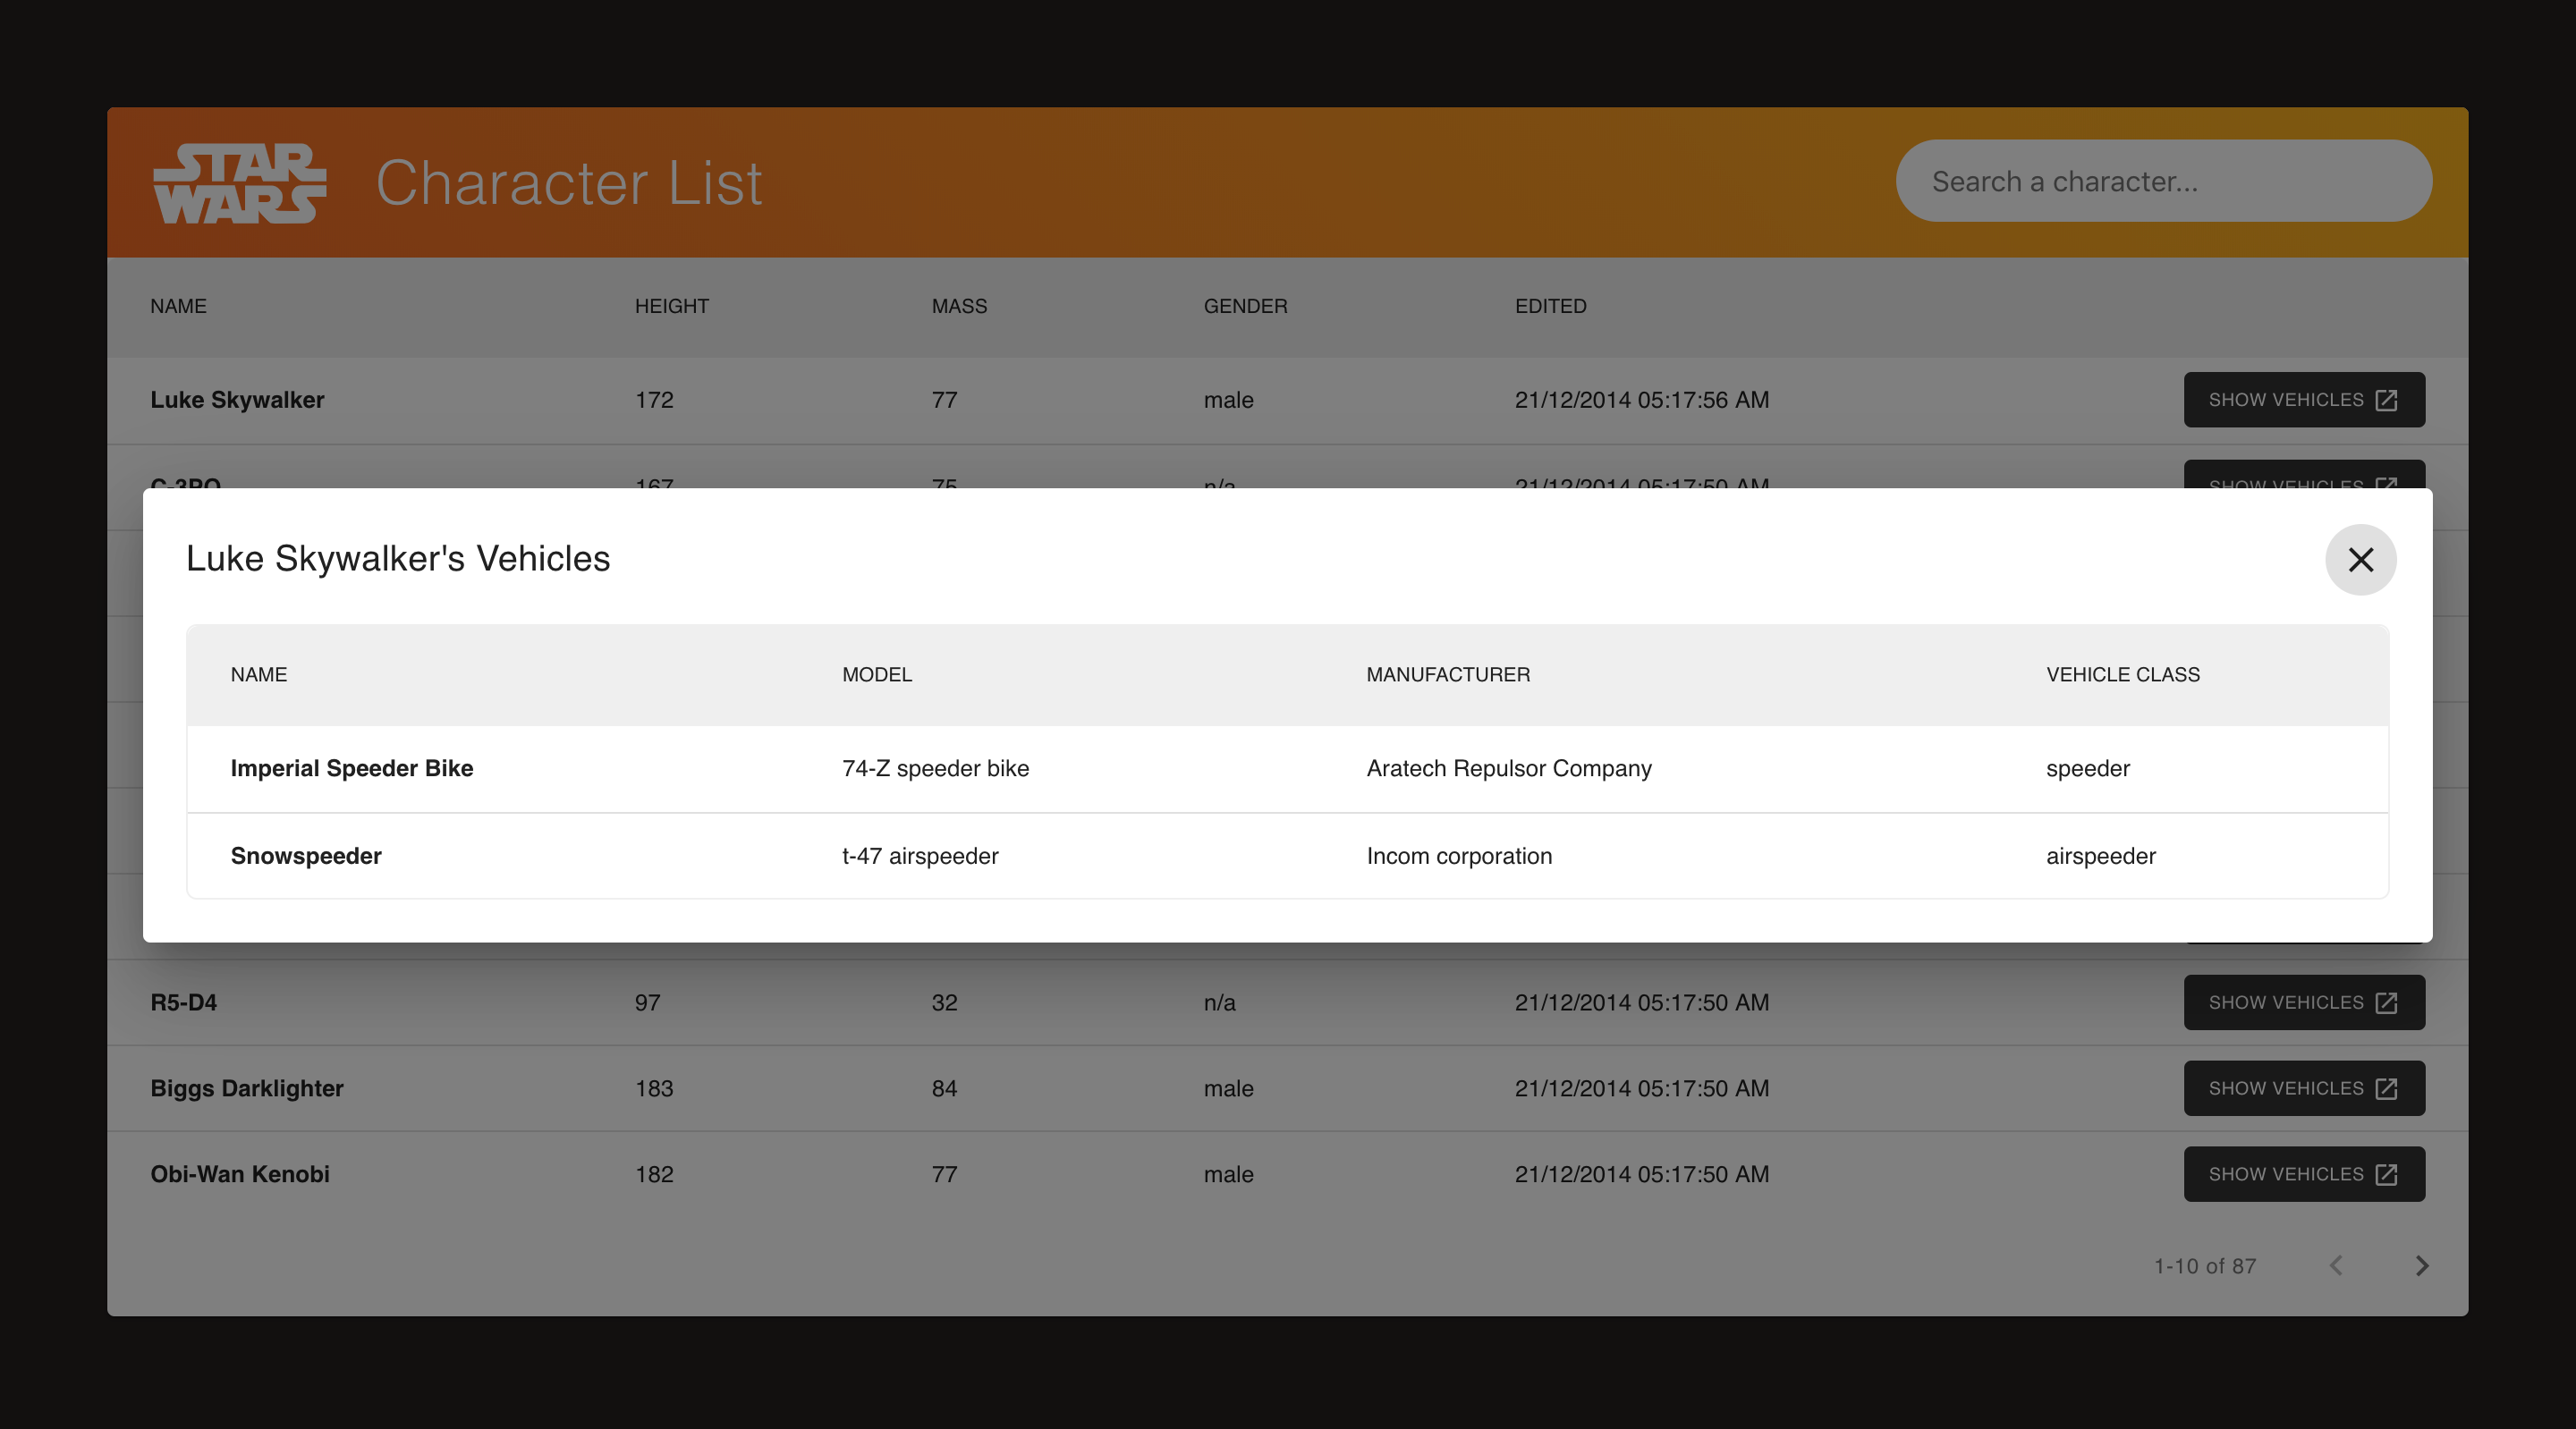 STAR WARS Character List Search a character...
NAME HEIGHT MASS GENDER EDITED
Luke Skywalker 172 77 male 21/12/2014 05:17:56 AM SHOW VEHICLES
C-3PO 167 75 n/a 21/12/2014 05:17:50 AM SHOW VEHICLES
Luke Skywalker's Vehicles
NAME MODEL MANUFACTURER VEHICLE CLASS
Imperial Speeder Bike 74-Z speeder bike Aratech Repulsor Company speeder
Snowspeeder t-47 airspeeder Incom corporation airspeeder
R5-D4 97 32 n/a 21/12/2014 05:17:50 AM SHOW VEHICLES
Biggs Darklighter 183 84 male 21/12/2014 05:17:50 AM SHOW VEHICLES
Obi-Wan Kenobi 182 77 male 21/12/2014 05:17:50 AM SHOW VEHICLES
1-10 of 87